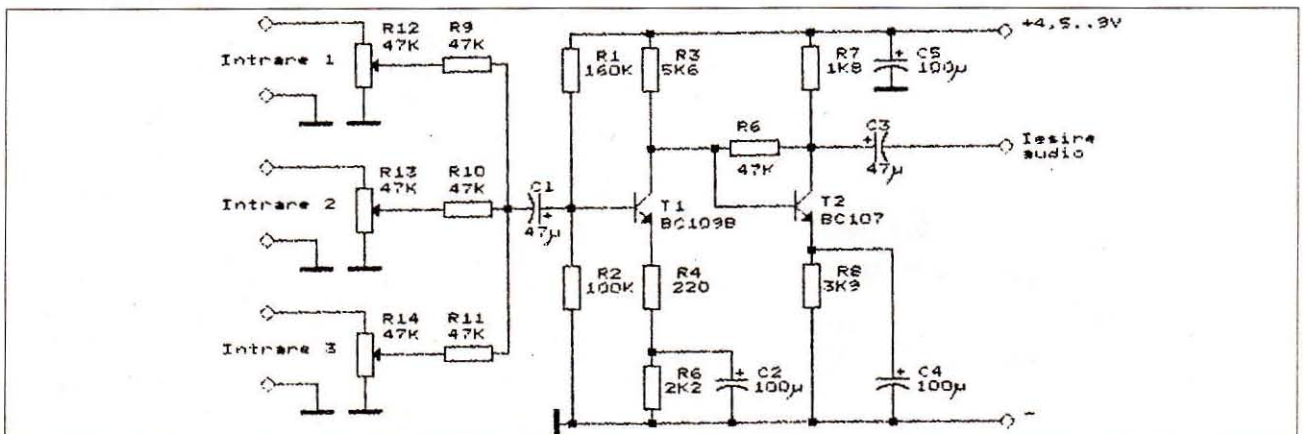 +4,5..9V
R12
47K
R9
47K
Intrare 1
R1
160K
R3
5K6
R7
1K8
C5
100µ
R6
47K
C3
47µ
Iesire
audio
R13
47K
R10
47K
Intrare 2
C1
47µ
T1
BC109B
T2
BC107
R2
100K
R4
220
R8
3K9
R14
47K
R11
47K
Intrare 3
R6
2K2
C2
100µ
C4
100µ